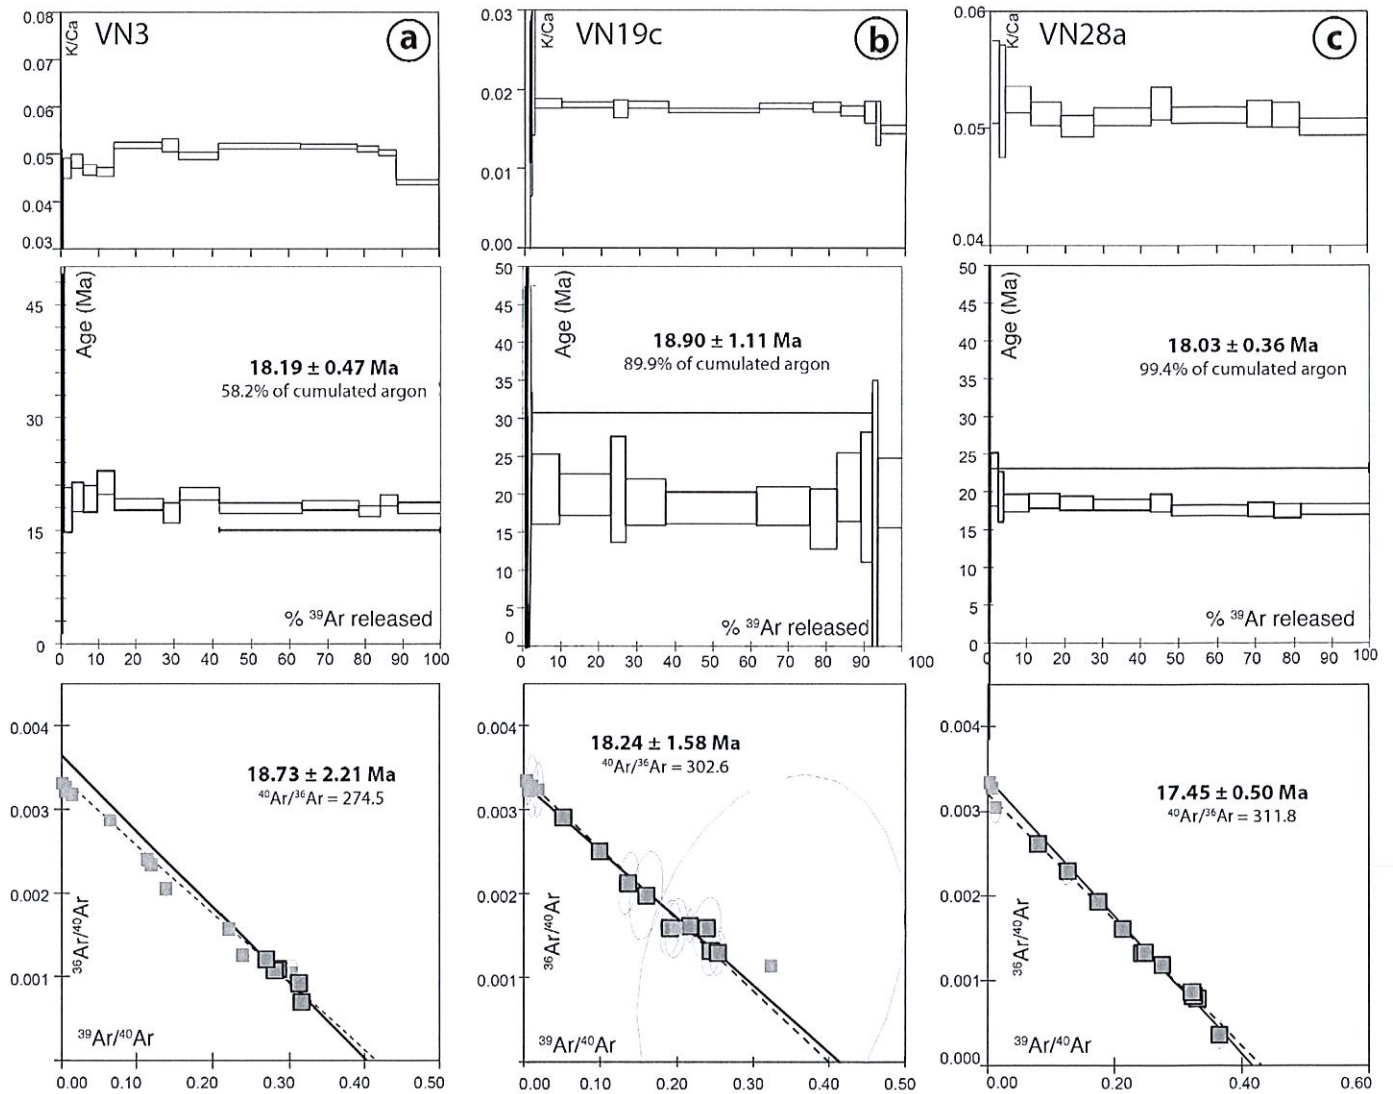 VN3
a
K/Ca
0.08
0.07
0.06
0.05
0.04
0.03
VN19c
b
K/Ca
0.03
0.02
0.01
0.00
VN28a
c
K/Ca
0.06
0.05
0.04
Age (Ma)
45
30
15
0
18.19 ± 0.47 Ma
58.2% of cumulated argon
% ³⁹Ar released
0 10 20 30 40 50 60 70 80 90 100
Age (Ma)
50
45
40
35
30
25
20
15
10
5
0
18.90 ± 1.11 Ma
89.9% of cumulated argon
% ³⁹Ar released
0 10 20 30 40 50 60 70 80 90 100
Age (Ma)
50
45
40
35
30
25
20
15
10
5
0
18.03 ± 0.36 Ma
99.4% of cumulated argon
% ³⁹Ar released
0 10 20 30 40 50 60 70 80 90 100
0.004
0.003
0.002
0.001
³⁶Ar/⁴⁰Ar
18.73 ± 2.21 Ma
⁴⁰Ar/³⁶Ar = 274.5
³⁹Ar/⁴⁰Ar
0.00 0.10 0.20 0.30 0.40 0.50
0.004
0.003
0.002
0.001
0.000
³⁶Ar/⁴⁰Ar
18.24 ± 1.58 Ma
⁴⁰Ar/³⁶Ar = 302.6
³⁹Ar/⁴⁰Ar
0.00 0.10 0.20 0.30 0.40 0.50
0.004
0.003
0.002
0.001
0.000
³⁶Ar/⁴⁰Ar
17.45 ± 0.50 Ma
⁴⁰Ar/³⁶Ar = 311.8
³⁹Ar/⁴⁰Ar
0.00 0.20 0.40 0.60